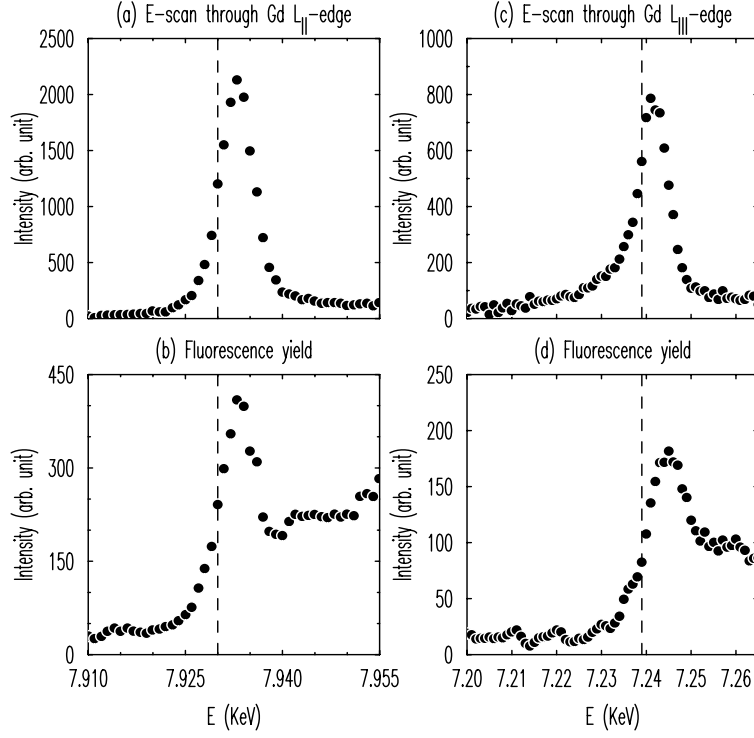 (a) E-scan through Gd L_II-edge
(c) E-scan through Gd L_III-edge
2500
2000
1500
1000
500
0
Intensity (arb. unit)
1000
800
600
400
200
0
Intensity (arb. unit)
(b) Fluorescence yield
(d) Fluorescence yield
450
300
150
0
Intensity (arb. unit)
250
200
150
100
50
0
Intensity (arb. unit)
7.910 7.925 7.940 7.955
7.20 7.21 7.22 7.23 7.24 7.25 7.26
E (KeV)
E (KeV)